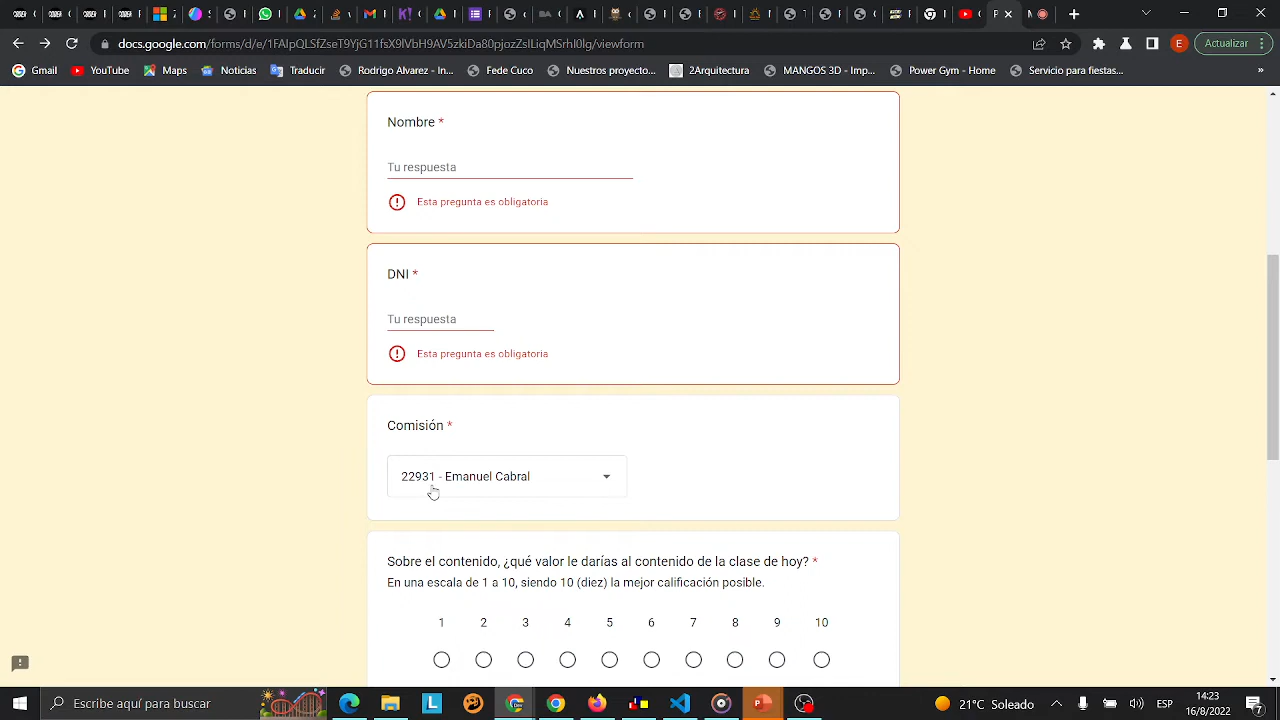 docs.google.com/forms/d/e/1FAIpQLSfZseT9YjG11fsX9lVbH9AV5zkiDas0pjozZsILiqMSrhI0lg/viewform
Actualizar
Gmail
YouTube
Maps
Noticias
Traducir
Rodrigo Alvarez - In...
Fede Cuco
Nuestros proyecto...
2Arquitectura
MANGOS 3D - Imp...
Power Gym - Home
Servicio para fiestas...
»
Nombre *
Tu respuesta
Esta pregunta es obligatoria
DNI *
Tu respuesta
Esta pregunta es obligatoria
Comisión *
22931 - Emanuel Cabral
Sobre el contenido, ¿qué valor le darías al contenido de la clase de hoy? *
En una escala de 1 a 10, siendo 10 (diez) la mejor calificación posible.
1 2 3 4 5 6 7 8 9 10
Escribe aquí para buscar
21°C Soleado
ESP
14:23
16/8/2022